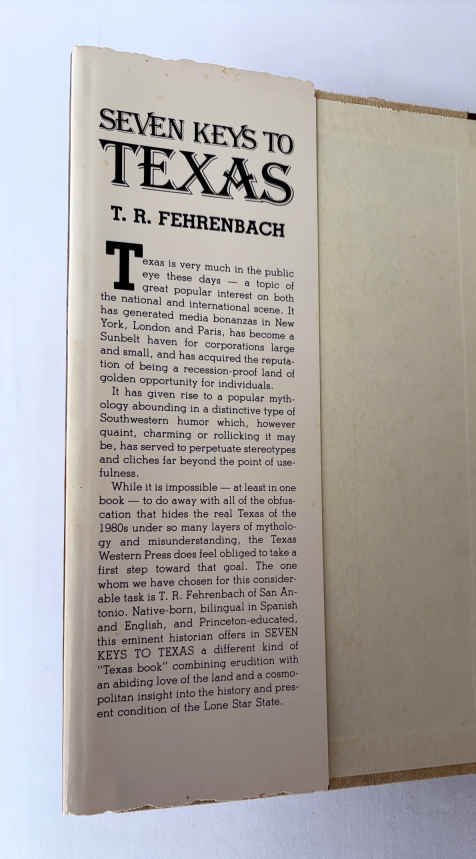 SEVEN KEYS TO
TEXAS
T. R. FEHRENBACH
Texas is very much in the public
eye these days — a topic of
great popular interest on both
the national and international scene. It
has generated media bonanzas in New
York, London and Paris, has become a
Sunbelt haven for corporations large
and small, and has acquired the reputa-
tion of being a recession-proof land of
golden opportunity for individuals.
It has given rise to a popular myth-
ology abounding in a distinctive type of
Southwestern humor which, however
quaint, charming or rollicking it may
be, has served to perpetuate stereotypes
and cliches far beyond the point of use-
fulness.
While it is impossible — at least in one
book — to do away with all of the obfus-
cation that hides the real Texas of the
1980s under so many layers of mytholo-
gy and misunderstanding, the Texas
Western Press does feel obliged to take a
first step toward that goal. The one
whom we have chosen for this consider-
able task is T. R. Fehrenbach of San An-
tonio. Native-born, bilingual in Spanish
and English, and Princeton-educated,
this eminent historian offers in SEVEN
KEYS TO TEXAS a different kind of
"Texas book" combining erudition with
an abiding love of the land and a cosmo-
politan insight into the history and pres-
ent condition of the Lone Star State.